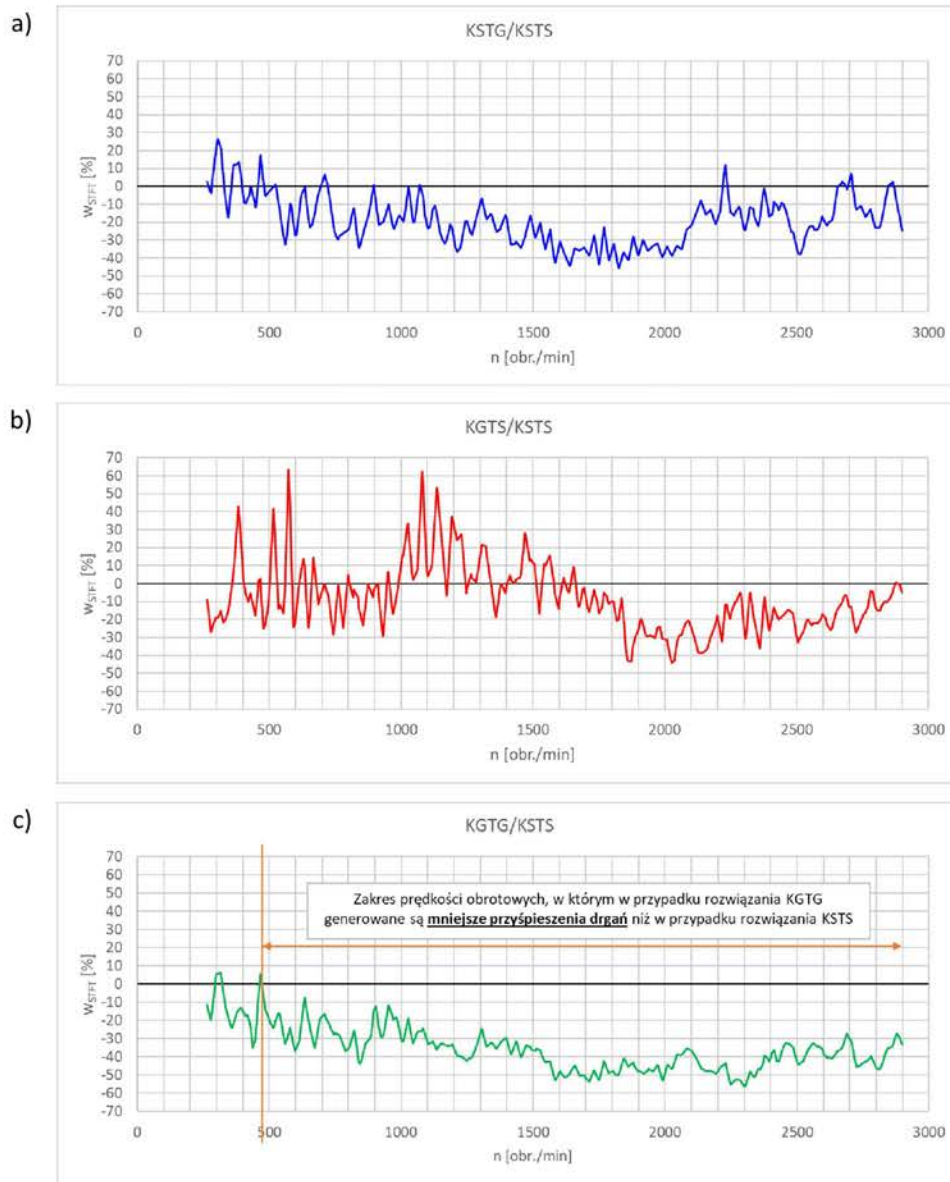 a)
KSTG/KSTS
70
60
50
40
30
20
10
0
-10
-20
-30
-40
-50
-60
-70
wSTFT [%]
0 500 1000 1500 2000 2500 3000
n [obr./min]
b)
KGTS/KSTS
70
60
50
40
30
20
10
0
-10
-20
-30
-40
-50
-60
-70
wSTFT [%]
0 500 1000 1500 2000 2500 3000
n [obr./min]
c)
KGTG/KSTS
70
60
50
40
30
20
10
0
-10
-20
-30
-40
-50
-60
-70
wSTFT [%]
Zakres prędkości obrotowych, w którym w przypadku rozwiązania KGTG
generowane są mniejsze przyśpieszenia drgań niż w przypadku rozwiązania KSTS
0 500 1000 1500 2000 2500 3000
n [obr./min]